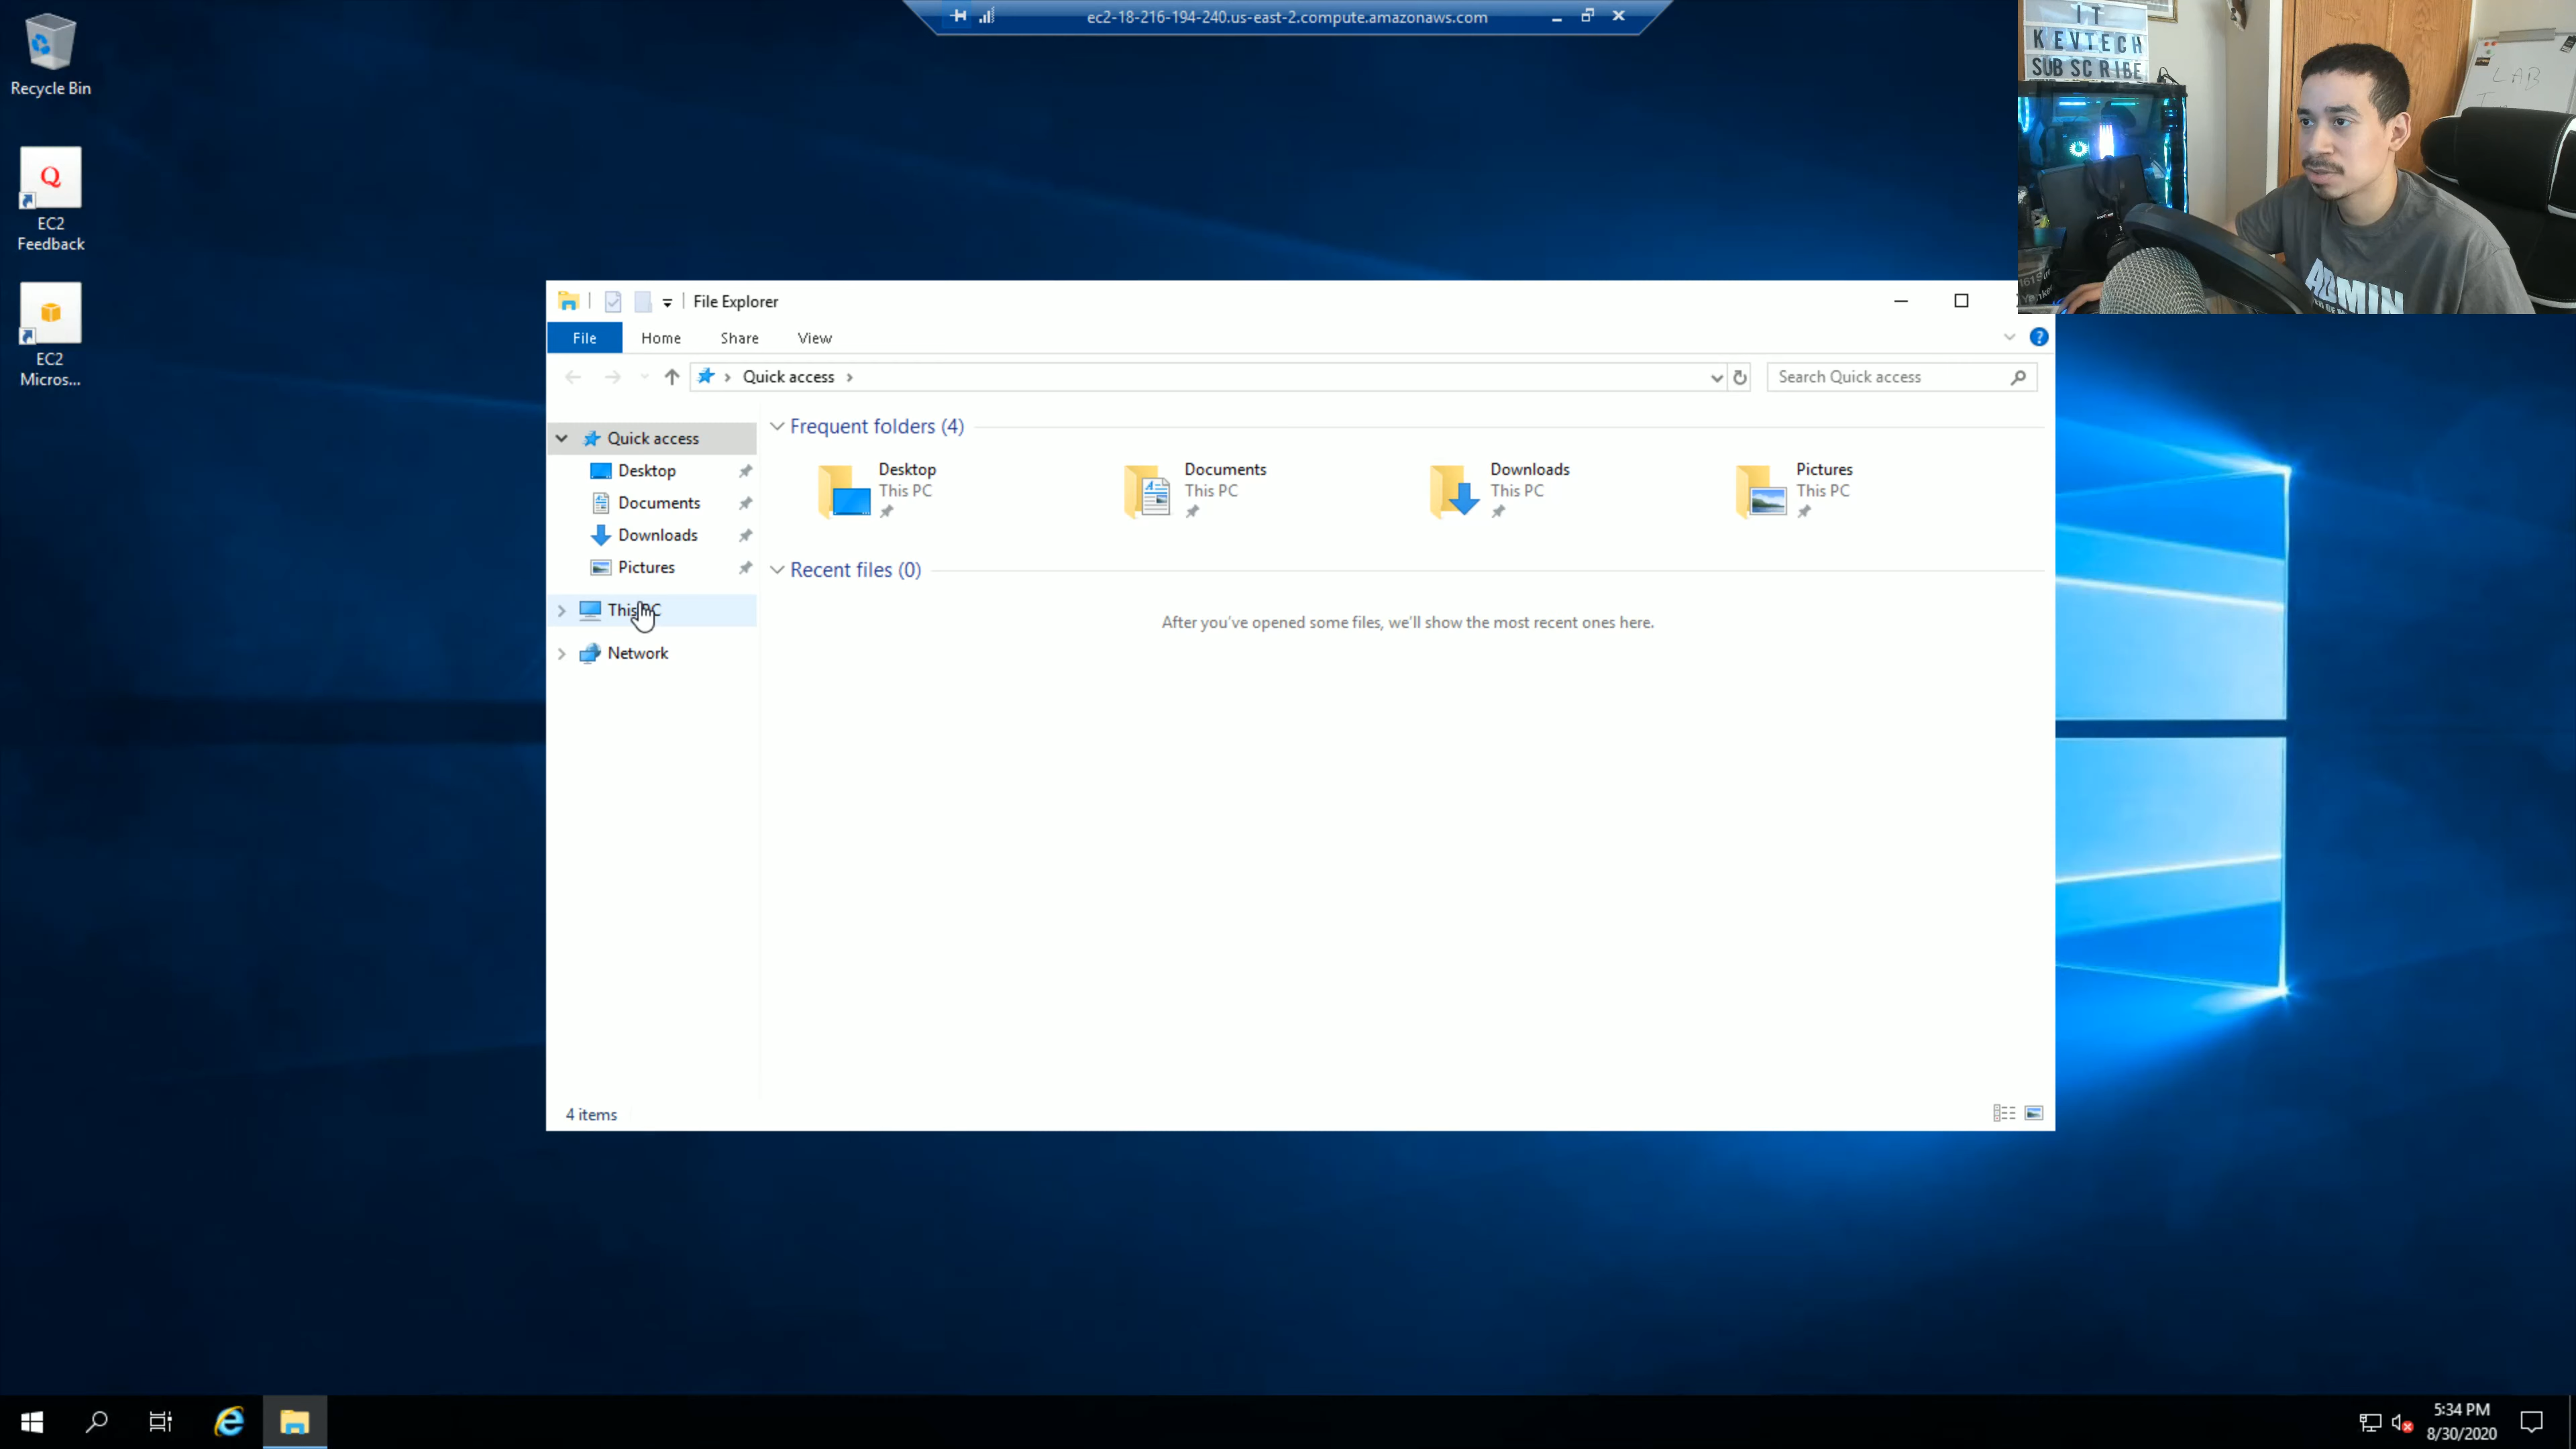 ec2-18-216-194-240.us-east-2.compute.amazonaws.com
Recycle Bin
EC2
Feedback
EC2
Micros...
IT
KEVTECH
SUBSCRIBE
LAB
ADMIN
File Explorer
File Home Share View
Quick access
Search Quick access
Quick access
Desktop
Documents
Downloads
Pictures
This PC
Network
Frequent folders (4)
Desktop
This PC
Documents
This PC
Downloads
This PC
Pictures
This PC
Recent files (0)
After you've opened some files, we'll show the most recent ones here.
4 items
5:34 PM
8/30/2020